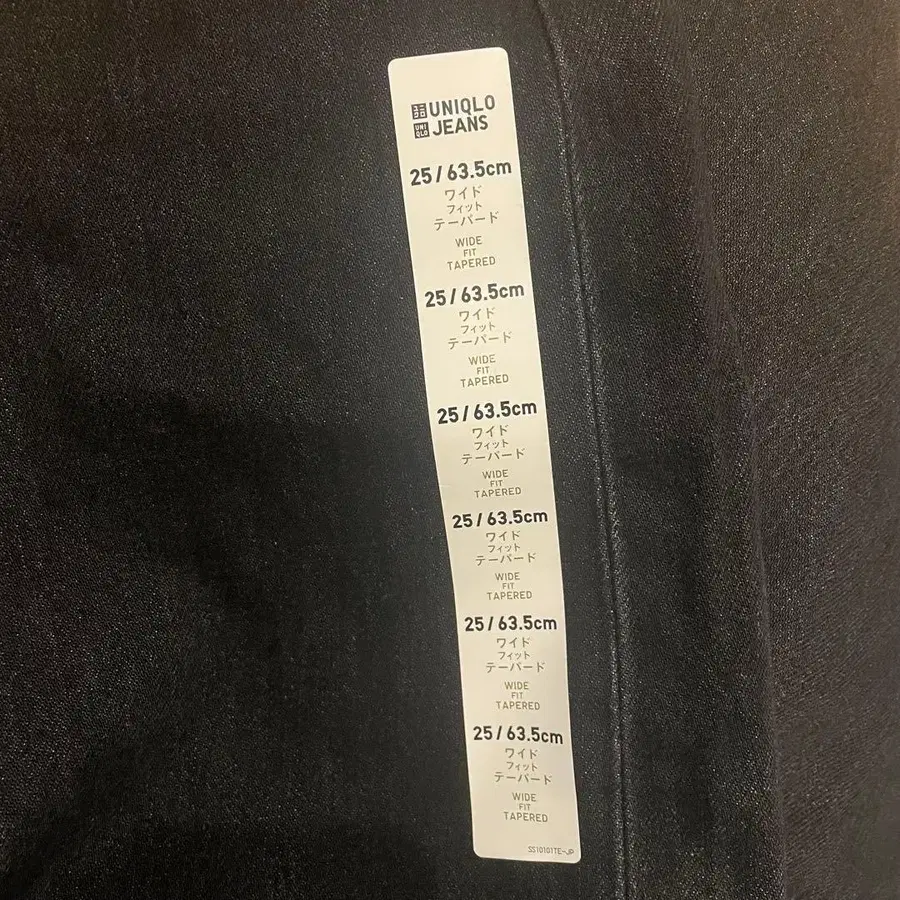 UNIQLO
JEANS
25/63.5cm
ワイド
フィット
テーパード
WIDE
FIT
TAPERED
25/63.5cm
ワイド
フィット
テーパード
WIDE
FIT
TAPERED
25/63.5cm
ワイド
フィット
テーパード
WIDE
FIT
TAPERED
25/63.5cm
ワイド
フィット
テーパード
WIDE
FIT
TAPERED
25/63.5cm
ワイド
フィット
テーパード
WIDE
FIT
TAPERED
25/63.5cm
ワイド
フィット
テーパード
WIDE
FIT
TAPERED
SS10101TE-JP